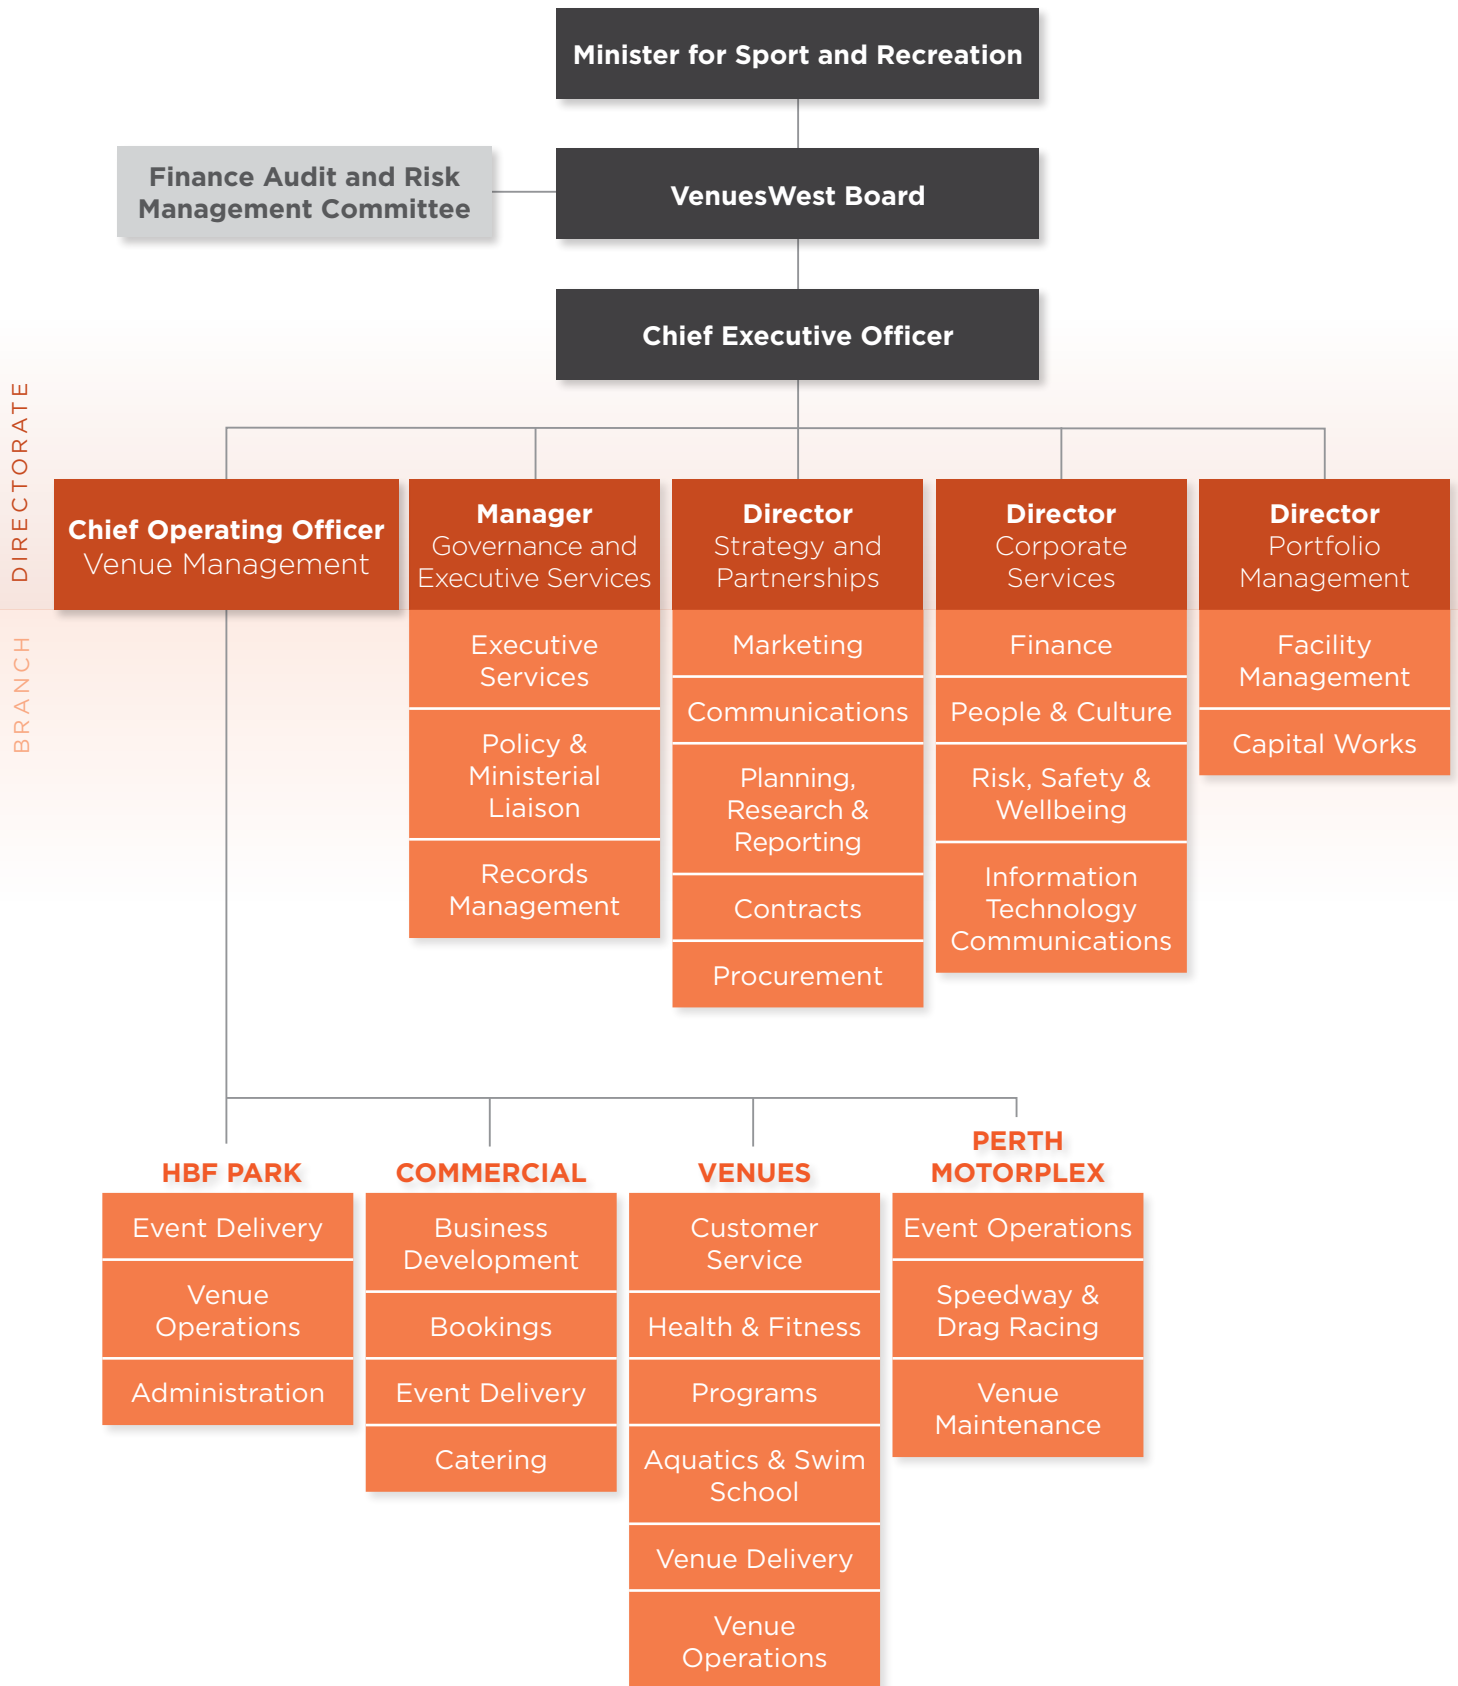 Minister for Sport and Recreation
Finance Audit and Risk
Management Committee
VenuesWest Board
Chief Executive Officer
DIRECTORATE
Chief Operating Officer
Venue Management
Manager
Governance and
Executive Services
Director
Strategy and
Partnerships
Director
Corporate
Services
Director
Portfolio
Management
BRANCH
Executive
Services
Policy &
Ministerial
Liaison
Records
Management
Marketing
Communications
Planning,
Research &
Reporting
Contracts
Procurement
Finance
People & Culture
Risk, Safety &
Wellbeing
Information
Technology
Communications
Facility
Management
Capital Works
HBF PARK
Event Delivery
Venue
Operations
Administration
COMMERCIAL
Business
Development
Bookings
Event Delivery
Catering
VENUES
Customer
Service
Health & Fitness
Programs
Aquatics & Swim
School
Venue Delivery
Venue
Operations
PERTH
MOTORPLEX
Event Operations
Speedway &
Drag Racing
Venue
Maintenance